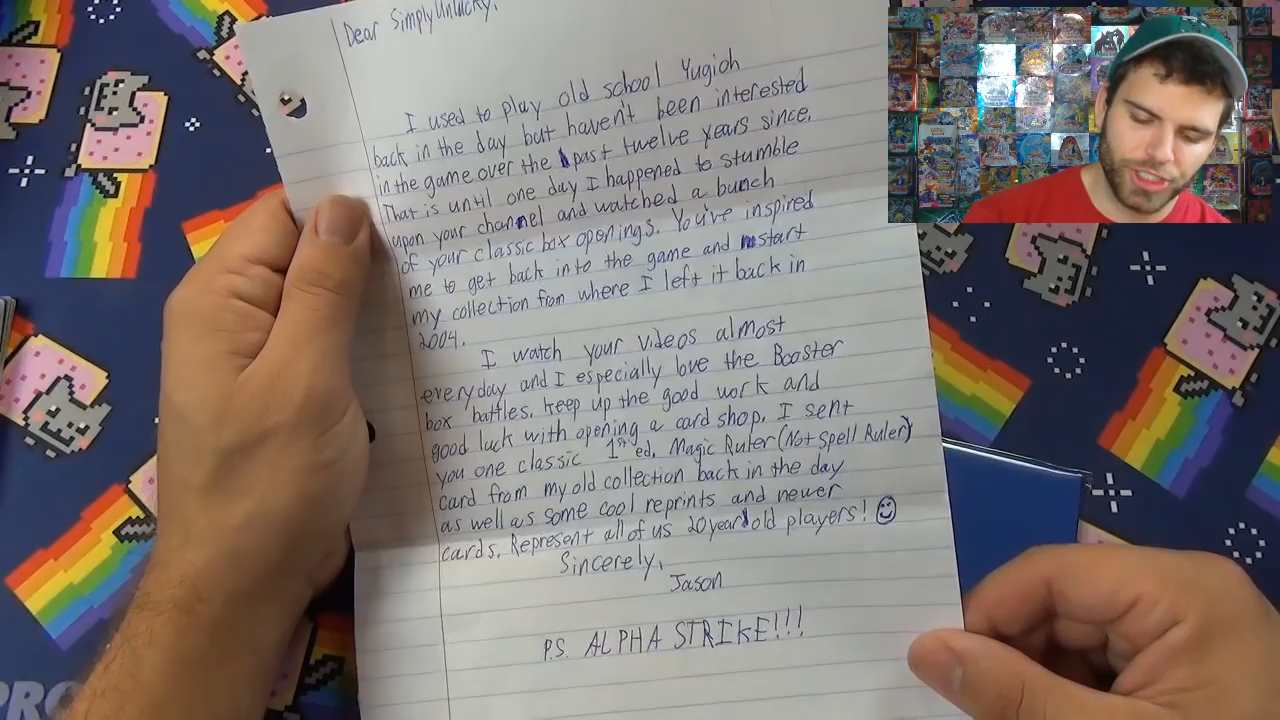 Dear SimplyUnlucky,
I used to play old school Yugioh
back in the day but haven't been interested
in the game over the past twelve years since.
That is until one day I happened to stumble
upon your channel and watched a bunch
of your classic box openings. You've inspired
me to get back into the game and restart
my collection from where I left it back in
2004.
I watch your videos almost
everyday and I especially love the Booster
box battles. Keep up the good work and
good luck with opening a card shop. I sent
you one classic 1st ed. Magic Ruler (Not Spell Ruler)
card from my old collection back in the day
as well as some cool reprints and newer
cards. Represent all of us 20 year old players!
Sincerely,
Jason
P.S. ALPHA STRIKE!!!
PRO